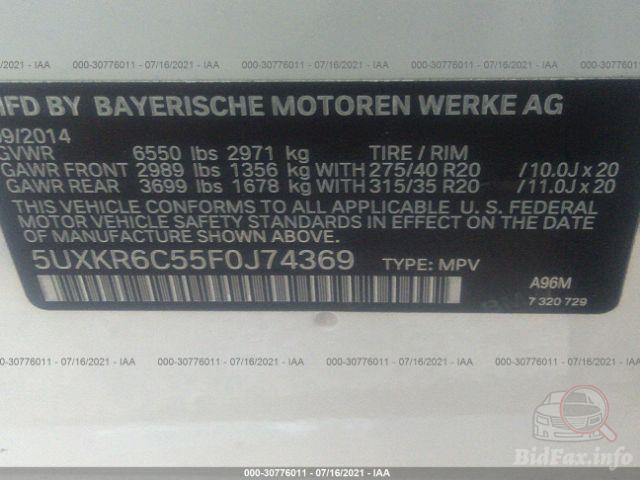 000-30776011 - 07/16/2021 - IAA 000-30776011 - 07/16/2021 - IAA 000-30776011 - 07/16/2021 - IAA
MFD BY BAYERISCHE MOTOREN WERKE AG
09/2014
GVWR 6550 lbs 2971 kg TIRE / RIM
GAWR FRONT 2989 lbs 1356 kg WITH 275/40 R20 /10.0J x 20
GAWR REAR 3699 lbs 1678 kg WITH 315/35 R20 /11.0J x 20
THIS VEHICLE CONFORMS TO ALL APPLICABLE U. S. FEDERAL
MOTOR VEHICLE SAFETY STANDARDS IN EFFECT ON THE DATE
OF MANUFACTURE SHOWN ABOVE.
5UXKR6C55F0J74369 TYPE: MPV
A96M
7 320 729
000-30776011 - 07/16/2021 - IAA 000-30776011 - 07/16/2021 - IAA 000-30776011 - 07/16/2021 - IAA
BidFax.info
000-30776011 - 07/16/2021 - IAA